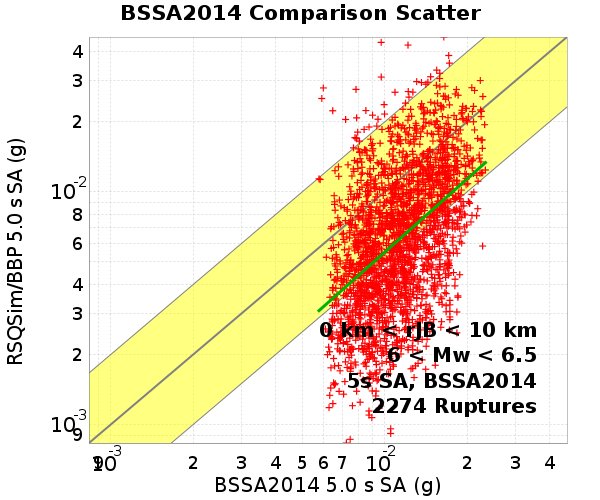 BSSA2014 Comparison Scatter
RSQSim/BBP 5.0 s SA (g)
4
3
2
10-2
8
6
4
3
2
10-3
9
0 km < rJB < 10 km
6 < Mw < 6.5
5s SA, BSSA2014
2274 Ruptures
9 10-3 2 3 4 5 6 7 10-2 2 3 4
BSSA2014 5.0 s SA (g)